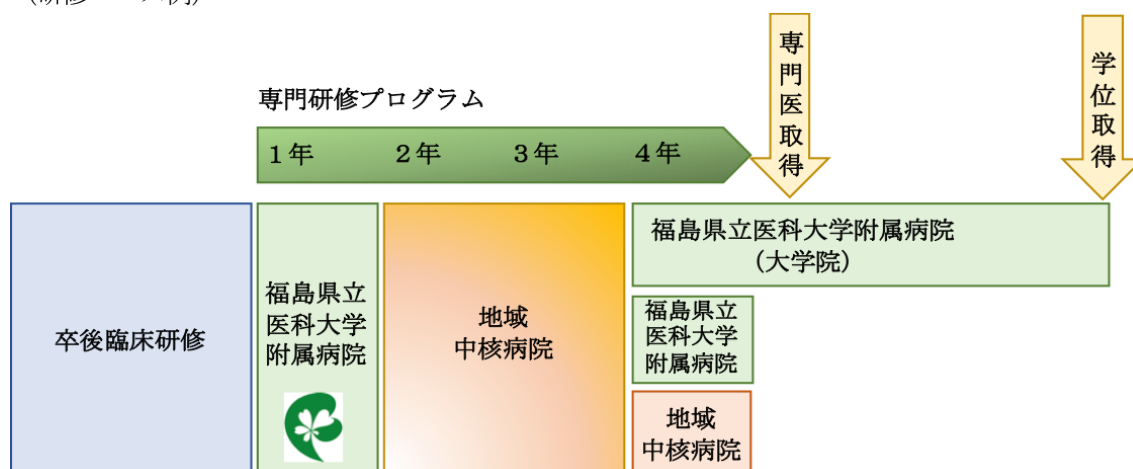 専門研修プログラム
1年 2年 3年 4年
専門医取得
学位取得
卒後臨床研修
福島県立
医科大学
附属病院
地域
中核病院
福島県立医科大学附属病院
(大学院)
福島県立
医科大学
附属病院
地域
中核病院